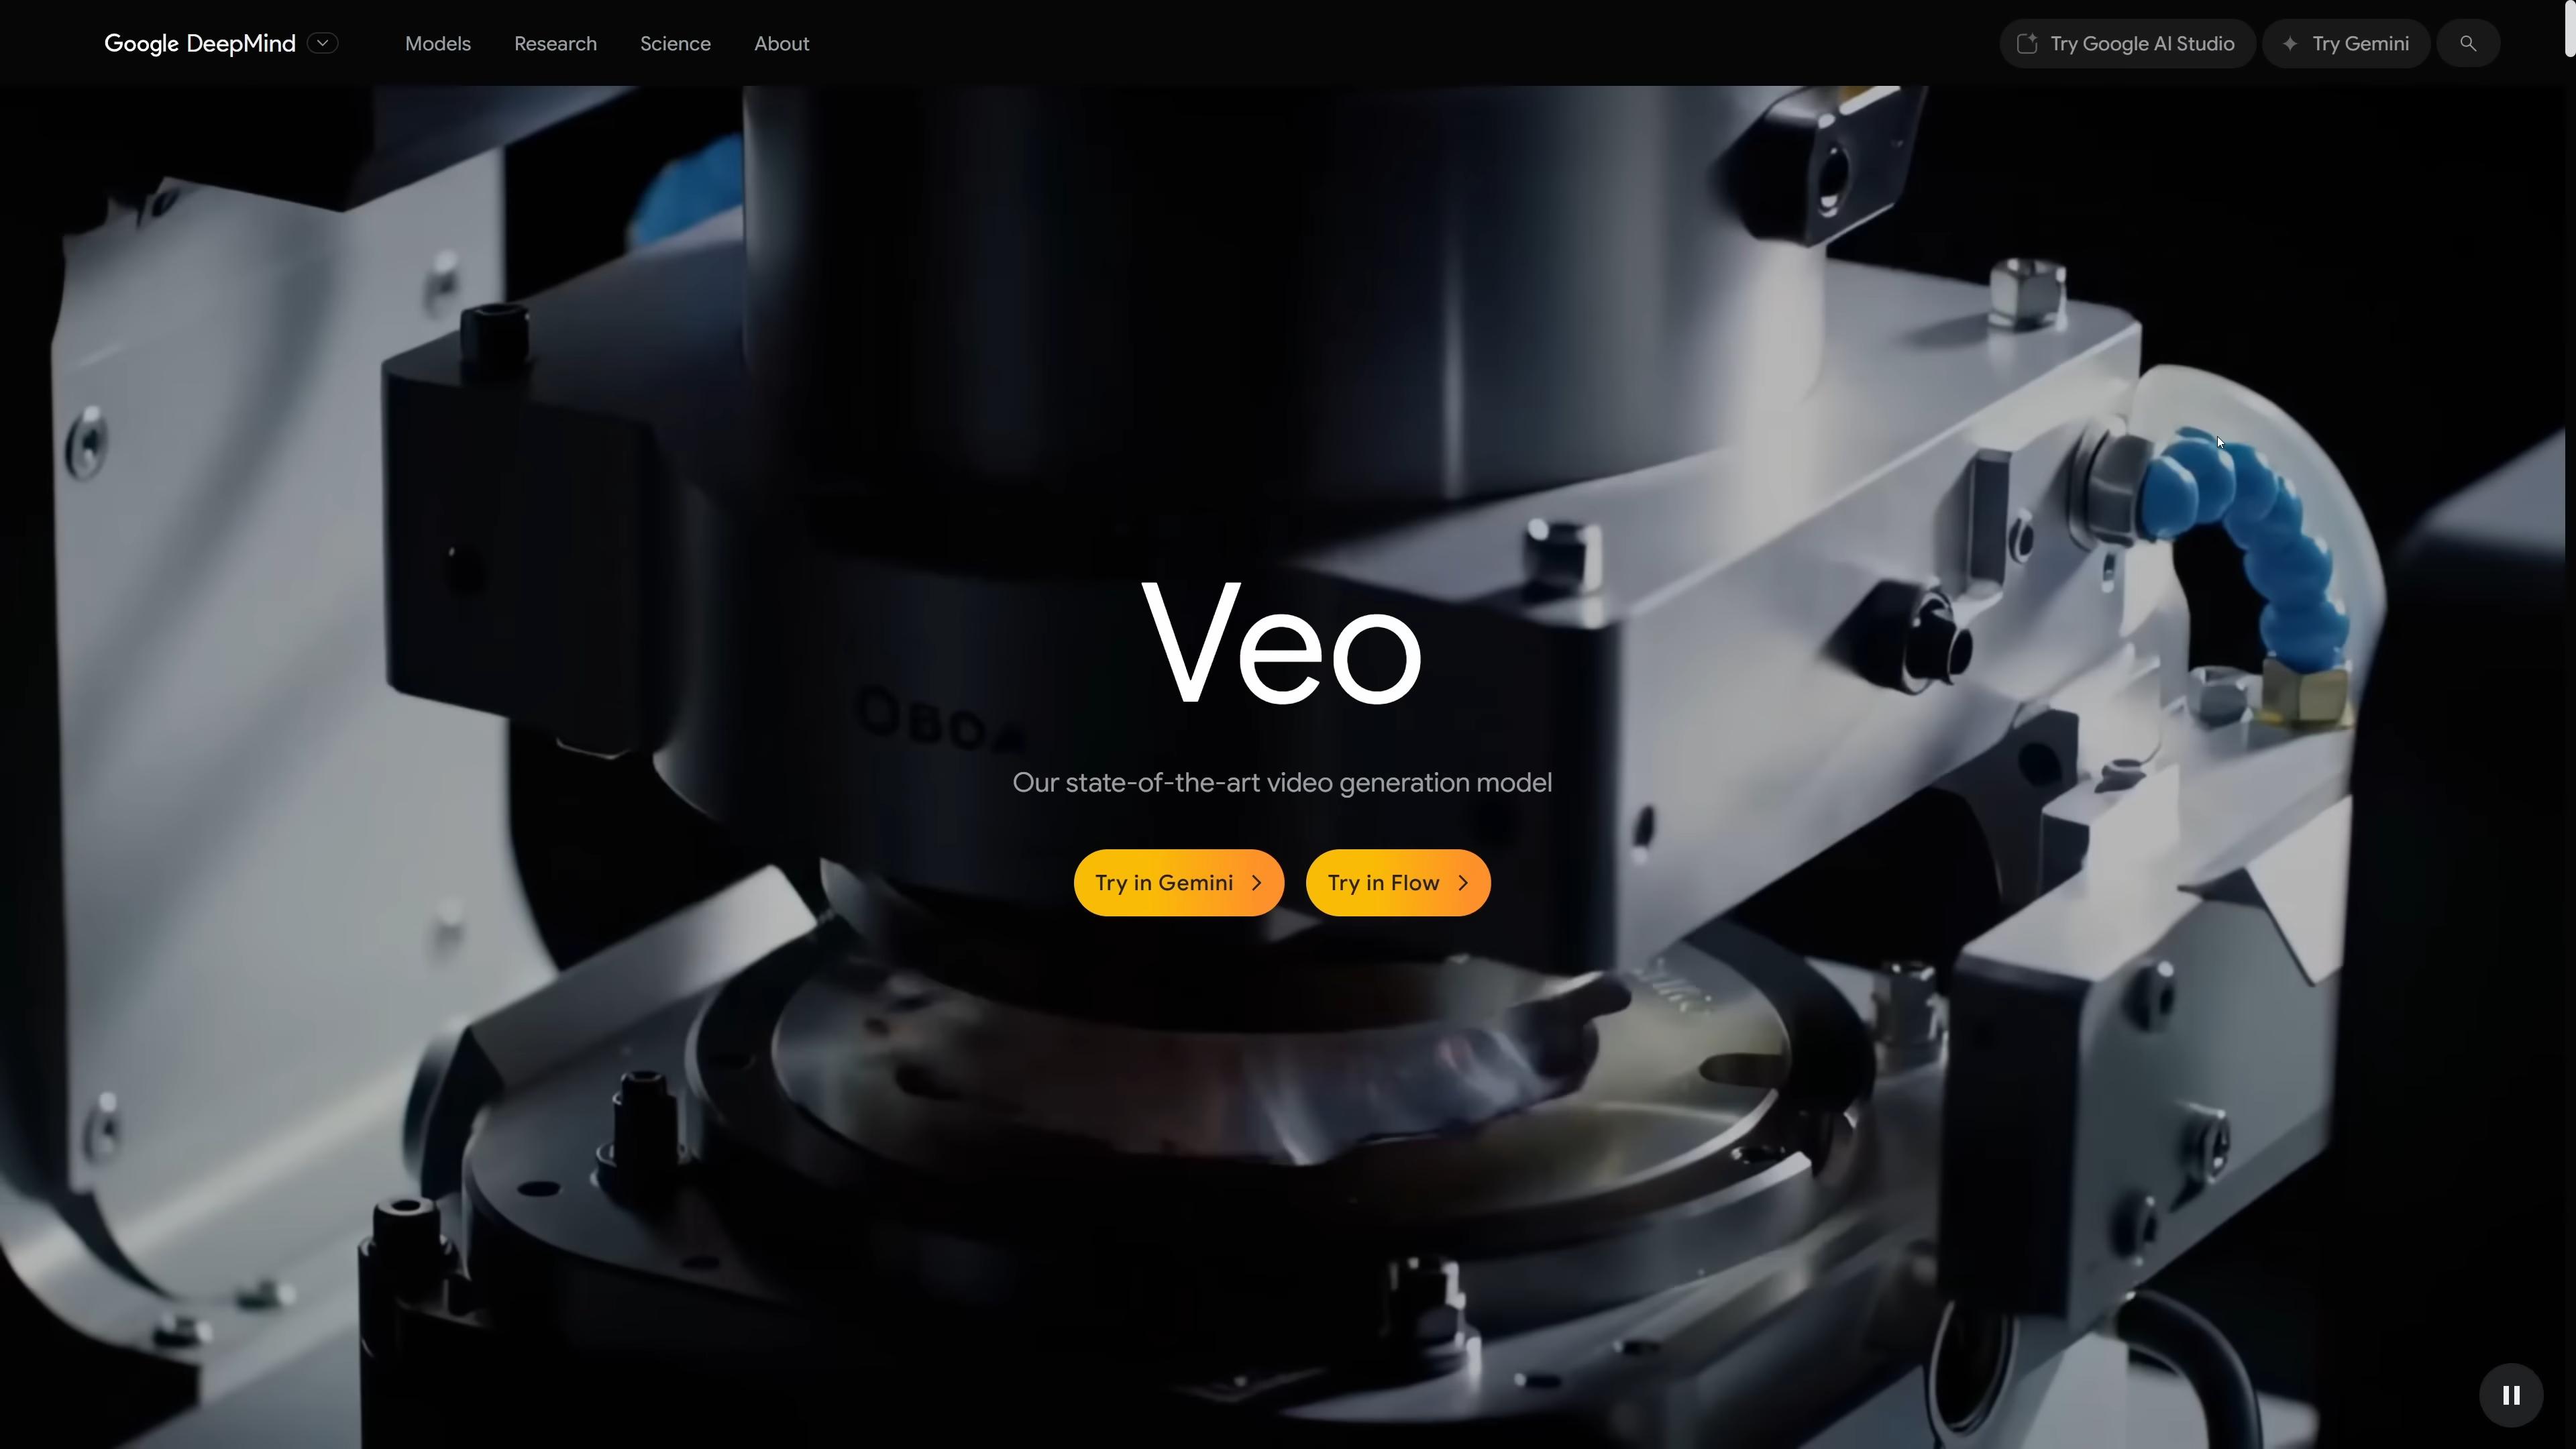 Google DeepMind
Models
Research
Science
About
Try Google AI Studio
Try Gemini
Veo
OBOA
Our state-of-the-art video generation model
Try in Gemini
Try in Flow